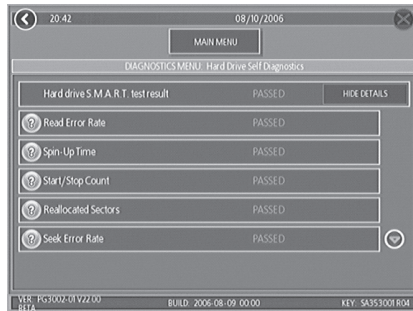 20:42 08/10/2006
MAIN MENU
DIAGNOSTICS MENU: Hard Drive Self Diagnostics
Hard drive S.M.A.R.T. test result PASSED HIDE DETAILS
? Read Error Rate PASSED
? Spin-Up Time PASSED
? Start/Stop Count PASSED
? Reallocated Sectors PASSED
? Seek Error Rate PASSED
VER: PG3002-01 V22.00 BUILD: 2006-08-09 00:00 KEY: SA353001 R04
BETA